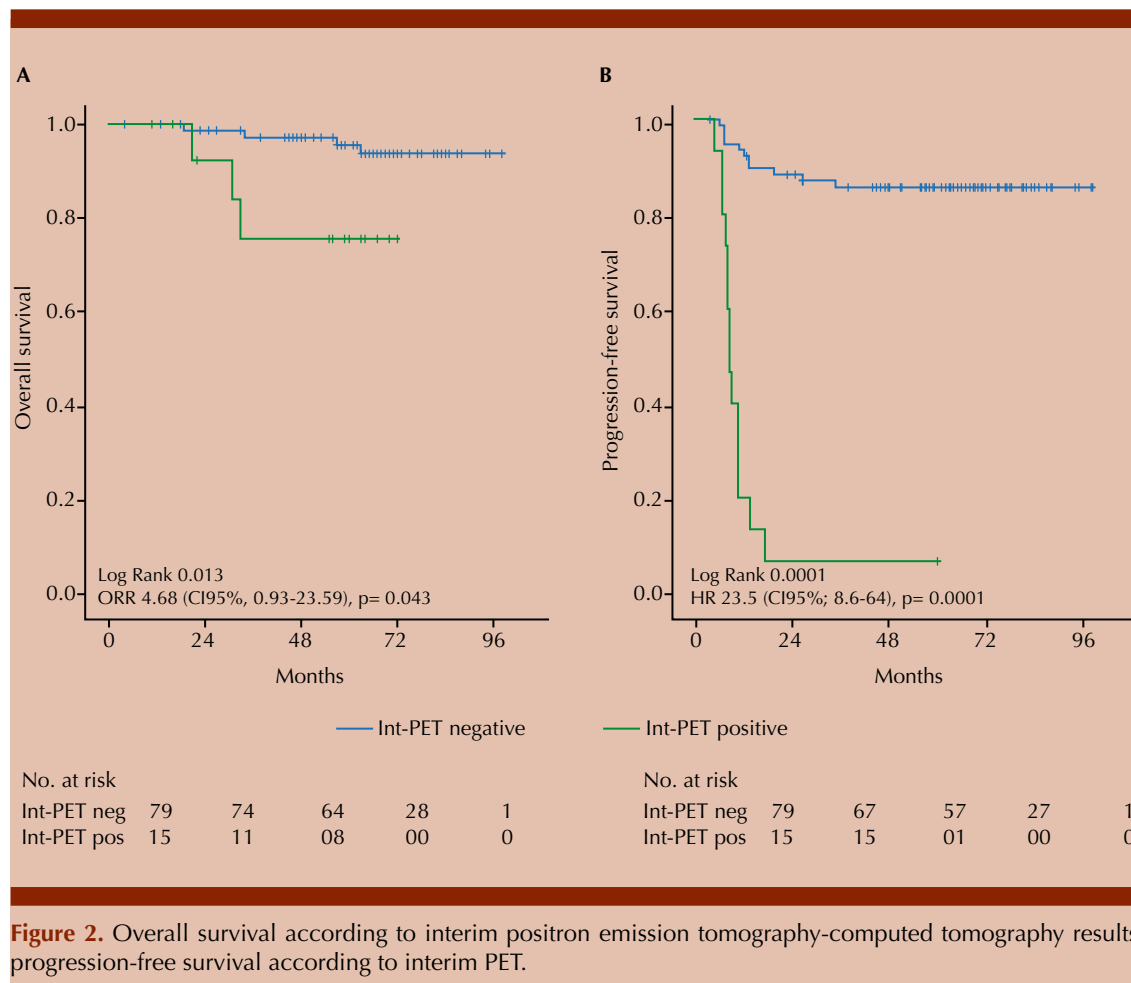 A
Overall survival
1.0
0.8
0.6
0.4
0.2
0.0
Log Rank 0.013
ORR 4.68 (CI95%, 0.93-23.59), p= 0.043
0 24 48 72 96
Months
B
Progression-free survival
1.0
0.8
0.6
0.4
0.2
0.0
Log Rank 0.0001
HR 23.5 (CI95%; 8.6-64), p= 0.0001
0 24 48 72 96
Months
Int-PET negative Int-PET positive
No. at risk
Int-PET neg 79 74 64 28 1
Int-PET pos 15 11 08 00 0
No. at risk
Int-PET neg 79 67 57 27 1
Int-PET pos 15 15 01 00 0
Figure 2. Overall survival according to interim positron emission tomography-computed tomography results
progression-free survival according to interim PET.